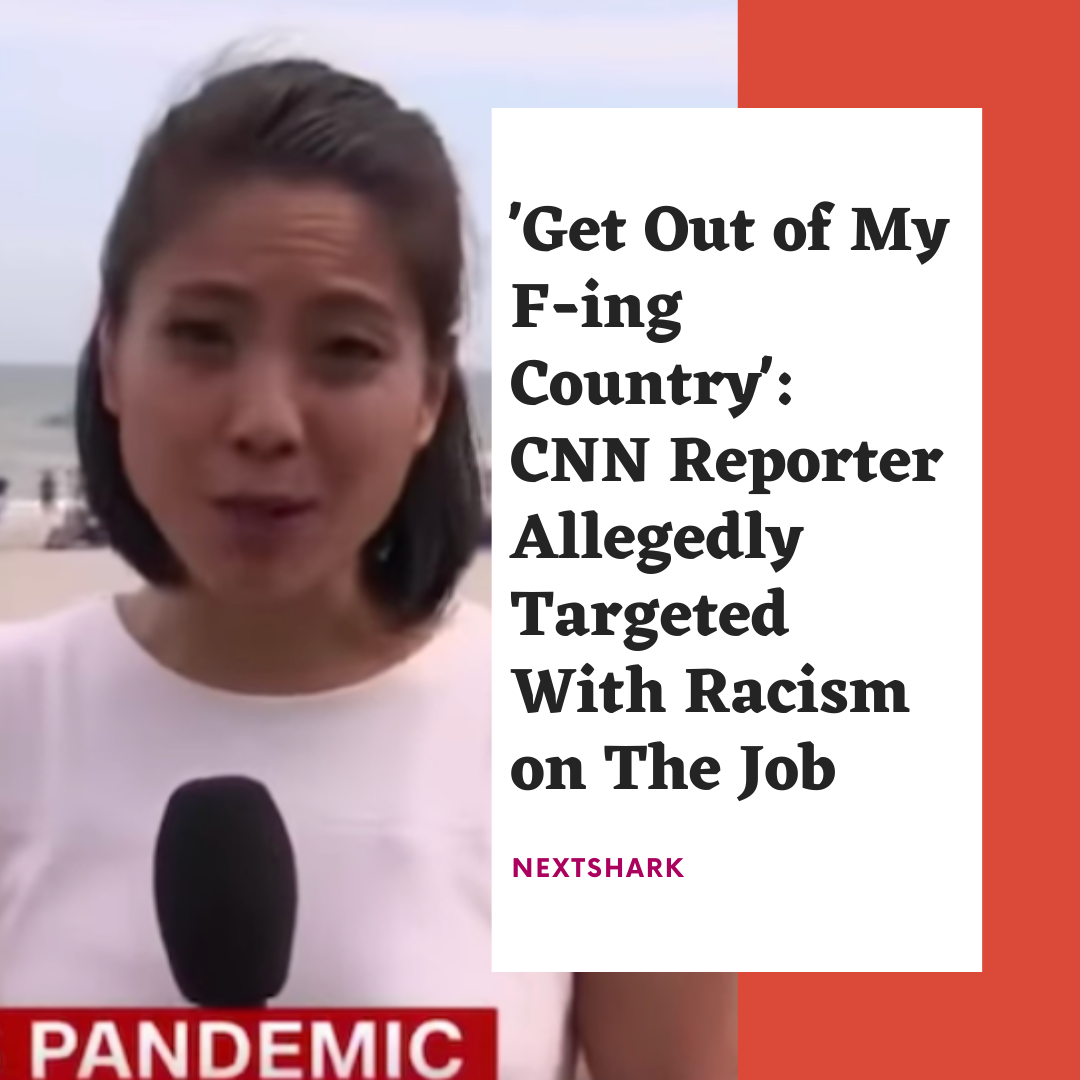 'Get Out of My
F-ing
Country':
CNN Reporter
Allegedly
Targeted
With Racism
on The Job
NEXTSHARK
PANDEMIC